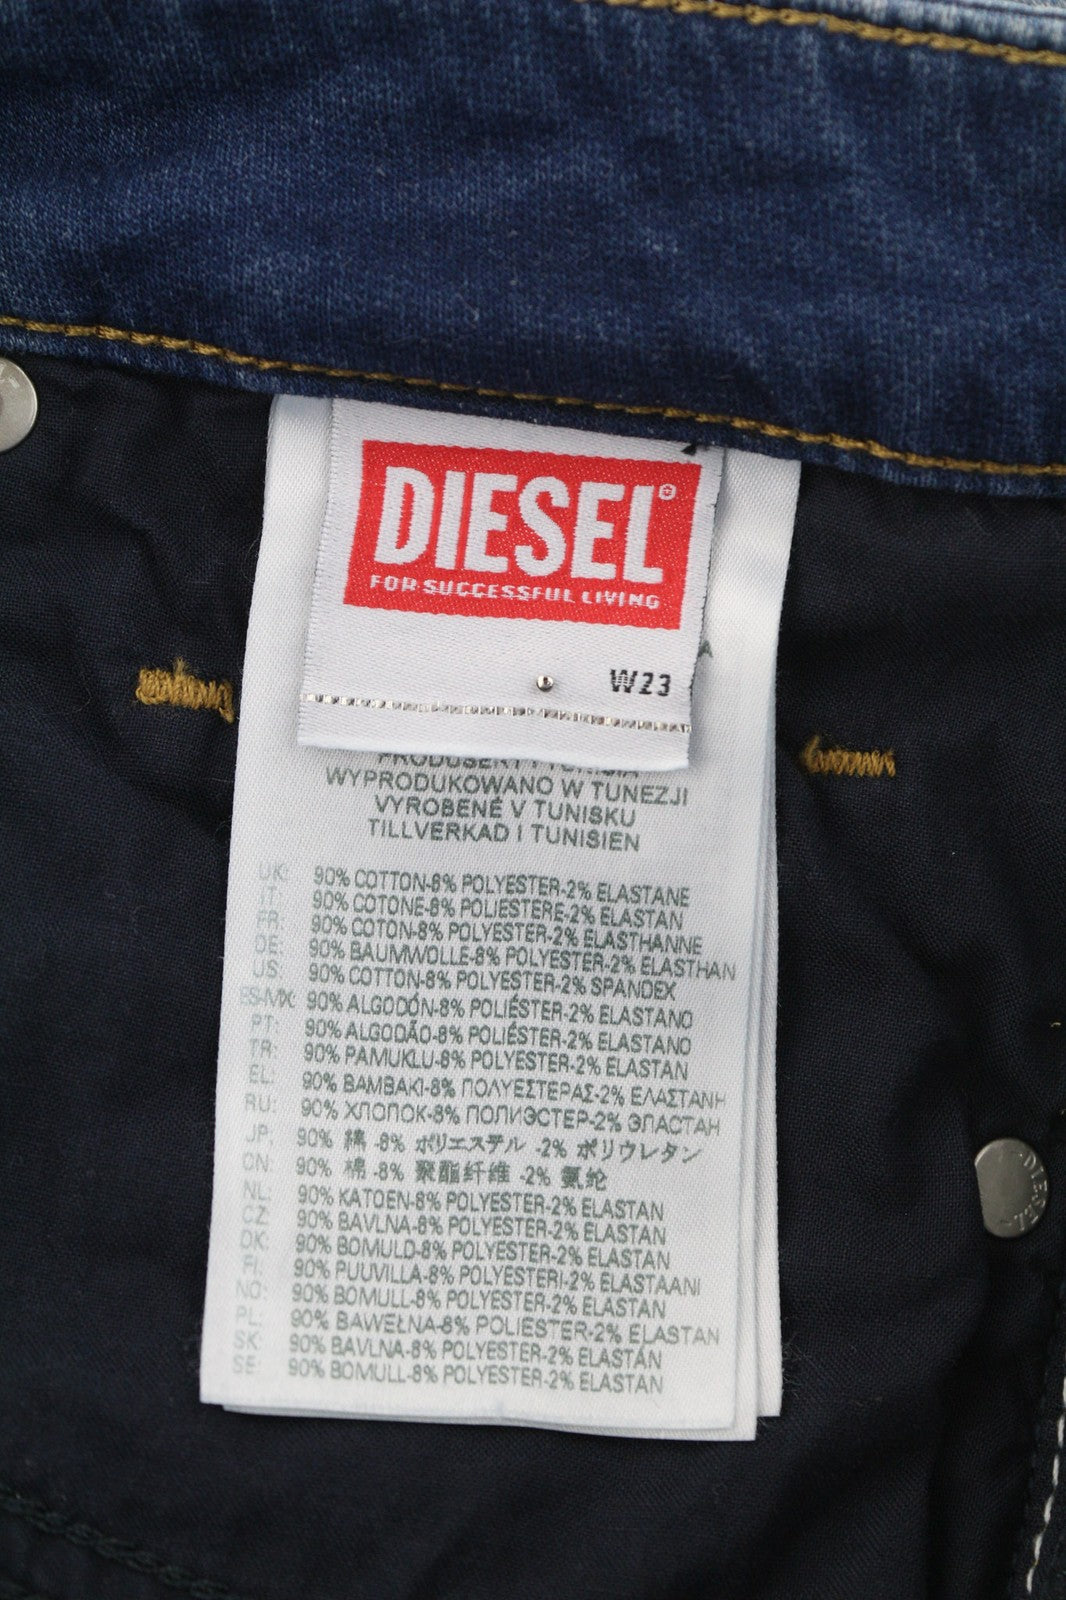 DIESEL
FOR SUCCESSFUL LIVING
W23
A
WYPRODUKOWANO W TUNEZJI
VYROBENÉ V TUNISKU
TILLVERKAD I TUNISIEN
UK: 90% COTTON-8% POLYESTER-2% ELASTANE
IT: 90% COTONE-8% POLIESTERE-2% ELASTAN
FR: 90% COTON-8% POLYESTER-2% ELASTHANNE
DE: 90% BAUMWOLLE-8% POLYESTER-2% ELASTHAN
US: 90% COTTON-8% POLYESTER-2% SPANDEX
ES-MX: 90% ALGODÓN-8% POLIÉSTER-2% ELASTANO
PT: 90% ALGODÃO-8% POLIÉSTER-2% ELASTANO
TR: 90% PAMUKLU-8% POLYESTER-2% ELASTAN
EL: 90% ΒΑΜΒΑΚΙ-8% ΠΟΛΥΕΣΤΕΡΑΣ-2% ΕΛΑΣΤΑΝΗ
RU: 90% ХЛОПОК-8% ПОЛИЭСТЕР-2% ЭЛАСТАН
JP: 90% 綿 -8% ポリエステル -2% ポリウレタン
CN: 90% 棉 -8% 聚酯纤维 -2% 氨纶
NL: 90% KATOEN-8% POLYESTER-2% ELASTAN
CZ: 90% BAVLNA-8% POLYESTER-2% ELASTAN
DK: 90% BOMULD-8% POLYESTER-2% ELASTAN
FI: 90% PUUVILLA-8% POLYESTERI-2% ELASTAANI
NO: 90% BOMULL-8% POLYESTER-2% ELASTAN
PL: 90% BAWEŁNA-8% POLIESTER-2% ELASTAN
SK: 90% BAVLNA-8% POLYESTER-2% ELASTÁN
SE: 90% BOMULL-8% POLYESTER-2% ELASTAN
DIESEL